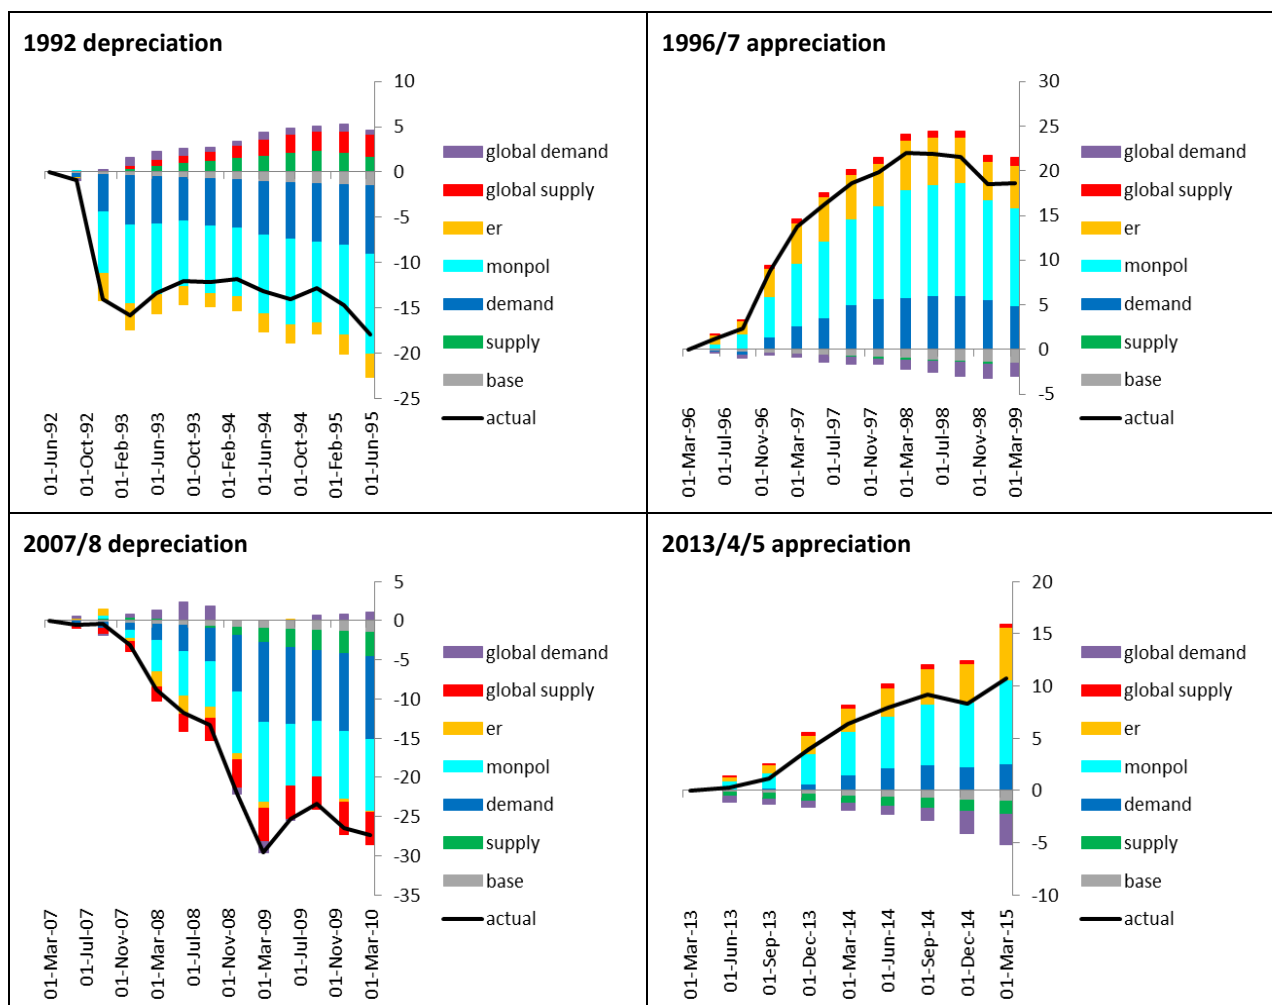 1992 depreciation
10
5
0
-5
-10
-15
-20
-25
global demand
global supply
er
monpol
demand
supply
base
actual
01-Jun-92
01-Oct-92
01-Feb-93
01-Jun-93
01-Oct-93
01-Feb-94
01-Jun-94
01-Oct-94
01-Feb-95
01-Jun-95
1996/7 appreciation
30
25
20
15
10
5
0
-5
global demand
global supply
er
monpol
demand
supply
base
actual
01-Mar-96
01-Jul-96
01-Nov-96
01-Mar-97
01-Jul-97
01-Nov-97
01-Mar-98
01-Jul-98
01-Nov-98
01-Mar-99
2007/8 depreciation
5
0
-5
-10
-15
-20
-25
-30
-35
global demand
global supply
er
monpol
demand
supply
base
actual
01-Mar-07
01-Jul-07
01-Nov-07
01-Mar-08
01-Jul-08
01-Nov-08
01-Mar-09
01-Jul-09
01-Nov-09
01-Mar-10
2013/4/5 appreciation
20
15
10
5
0
-5
-10
global demand
global supply
er
monpol
demand
supply
base
actual
01-Mar-13
01-Jun-13
01-Sep-13
01-Dec-13
01-Mar-14
01-Jun-14
01-Sep-14
01-Dec-14
01-Mar-15